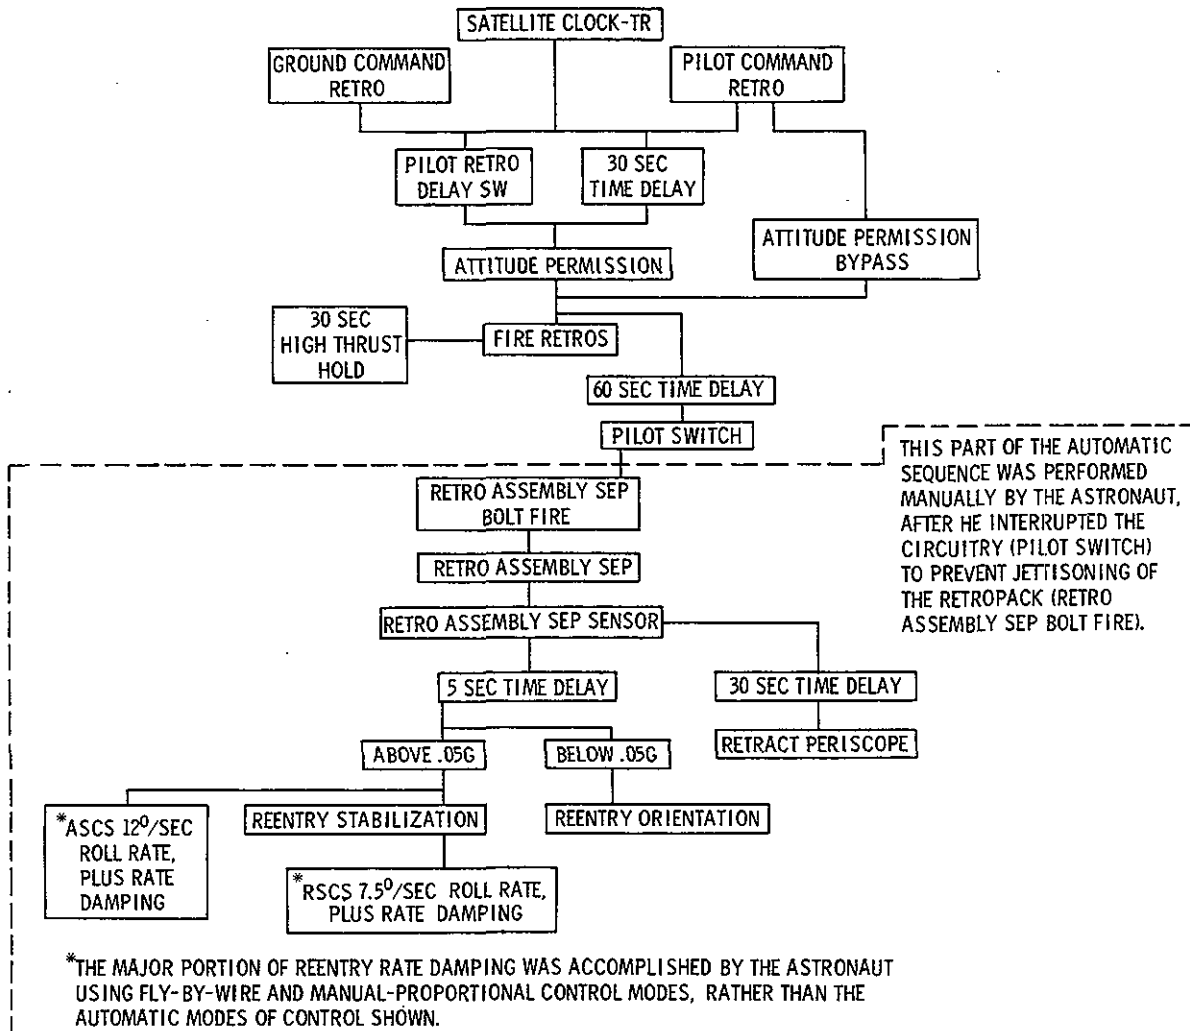 SATELLITE CLOCK-TR
GROUND COMMAND
RETRO
PILOT COMMAND
RETRO
PILOT RETRO
DELAY SW
30 SEC
TIME DELAY
ATTITUDE PERMISSION
BYPASS
ATTITUDE PERMISSION
30 SEC
HIGH THRUST
HOLD
FIRE RETROS
60 SEC TIME DELAY
PILOT SWITCH
THIS PART OF THE AUTOMATIC
SEQUENCE WAS PERFORMED
MANUALLY BY THE ASTRONAUT,
AFTER HE INTERRUPTED THE
CIRCUITRY (PILOT SWITCH)
TO PREVENT JETTISONING OF
THE RETROPACK (RETRO
ASSEMBLY SEP BOLT FIRE).
RETRO ASSEMBLY SEP
BOLT FIRE
RETRO ASSEMBLY SEP
RETRO ASSEMBLY SEP SENSOR
5 SEC TIME DELAY
30 SEC TIME DELAY
RETRACT PERISCOPE
ABOVE .05G
BELOW .05G
*ASCS 12⁰/SEC
ROLL RATE,
PLUS RATE
DAMPING
REENTRY STABILIZATION
REENTRY ORIENTATION
*RSCS 7.5⁰/SEC ROLL RATE,
PLUS RATE DAMPING
*THE MAJOR PORTION OF REENTRY RATE DAMPING WAS ACCOMPLISHED BY THE ASTRONAUT
USING FLY-BY-WIRE AND MANUAL-PROPORTIONAL CONTROL MODES, RATHER THAN THE
AUTOMATIC MODES OF CONTROL SHOWN.